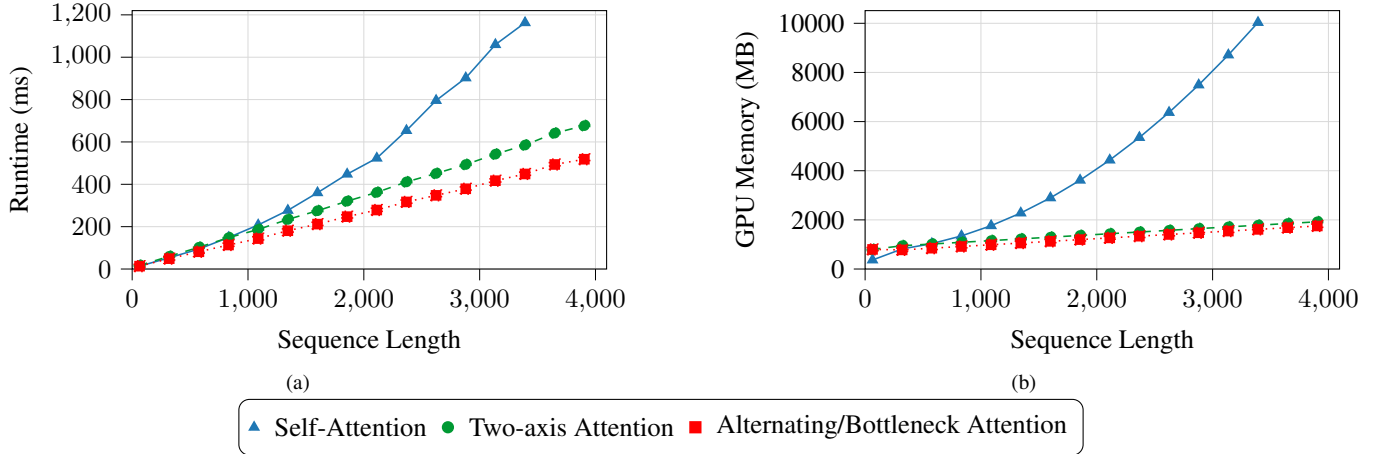 1,200
1,000
800
600
400
200
0
0 1,000 2,000 3,000 4,000
Runtime (ms)
Sequence Length
(a)
10000
8000
6000
4000
2000
0
0 1,000 2,000 3,000 4,000
GPU Memory (MB)
Sequence Length
(b)
Self-Attention Two-axis Attention Alternating/Bottleneck Attention